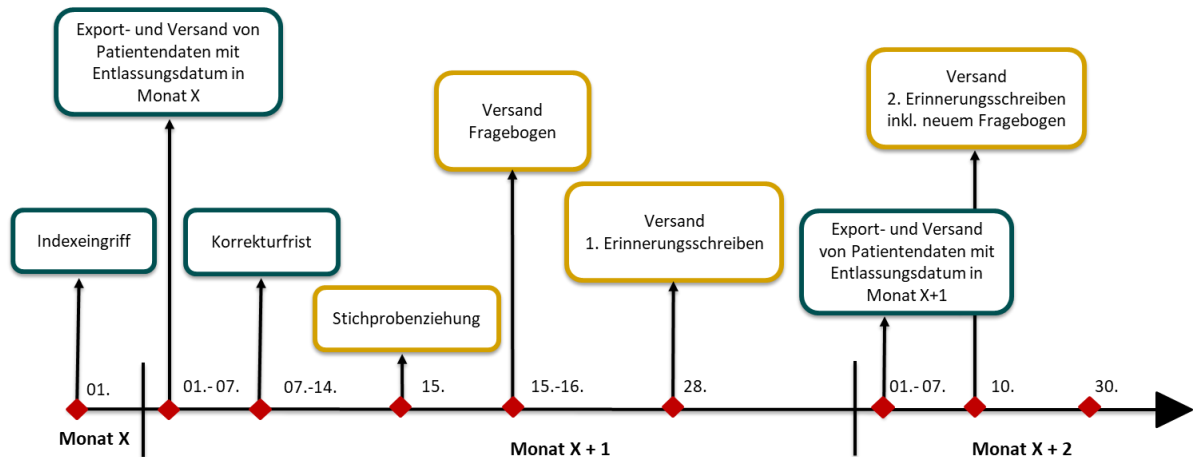 Export- und Versand von
Patientendaten mit
Entlassungsdatum in
Monat X
Indexeingriff
Korrekturfrist
Stichprobenziehung
Versand
Fragebogen
Versand
1. Erinnerungsschreiben
Versand
2. Erinnerungsschreiben
inkl. neuem Fragebogen
Export- und Versand
von Patientendaten mit
Entlassungsdatum in
Monat X+1
01.
01.- 07.
07.-14.
15.
15.-16.
28.
01.- 07.
10.
30.
Monat X
Monat X + 1
Monat X + 2